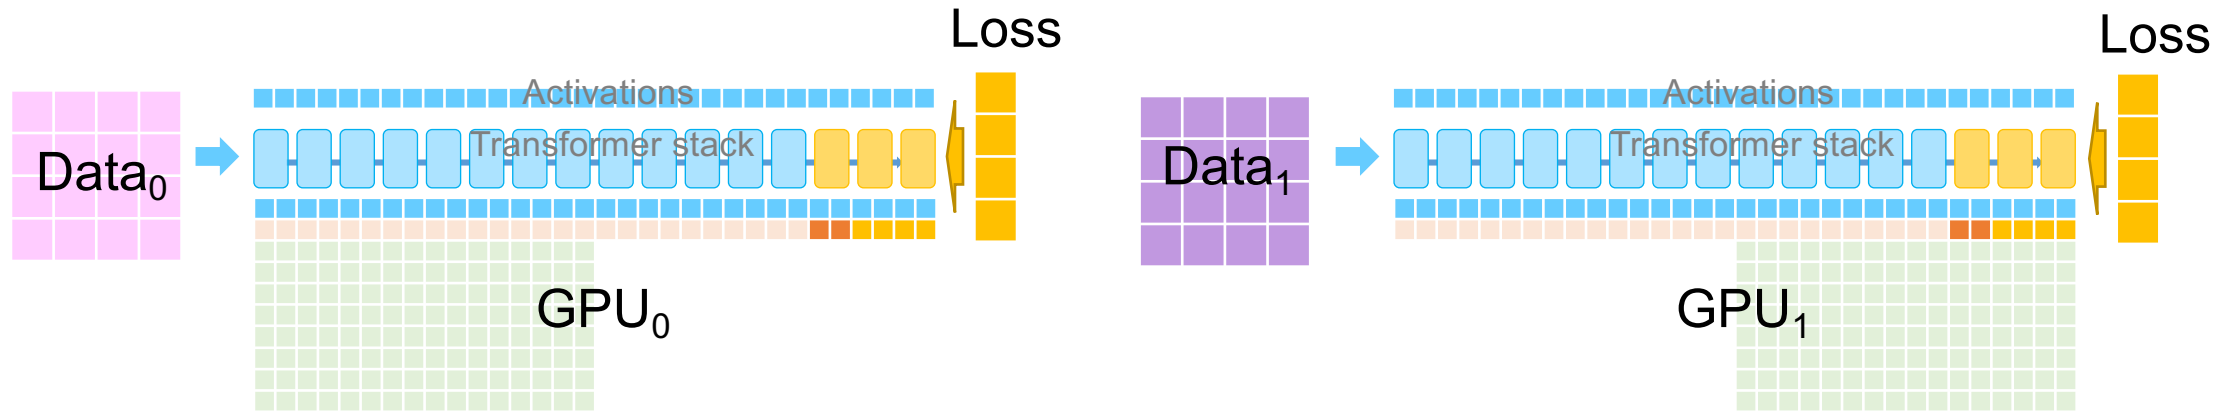 Loss
Activations
Transformer stack
Data₀
GPU₀
Loss
Activations
Transformer stack
Data₁
GPU₁